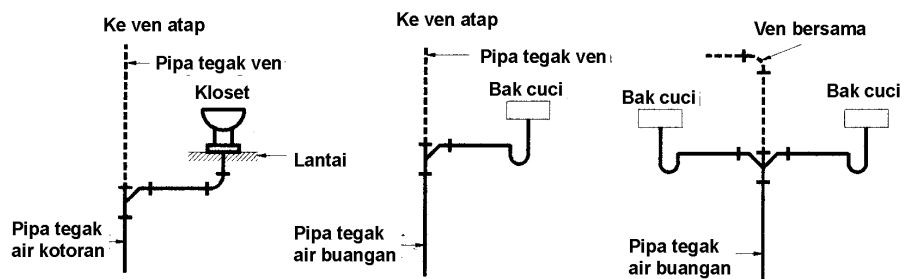 Ke ven atap
Pipa tegak ven
Kloset
Lantai
Pipa tegak
air kotoran
Ke ven atap
Pipa tegak ven
Bak cuci
Pipa tegak
air buangan
Ven bersama
Bak cuci
Bak cuci
Pipa tegak
air buangan